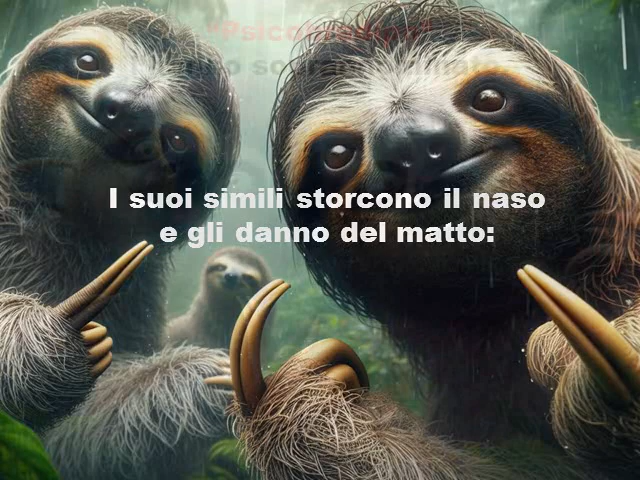 I suoi simili storcono il naso
e gli danno del matto: